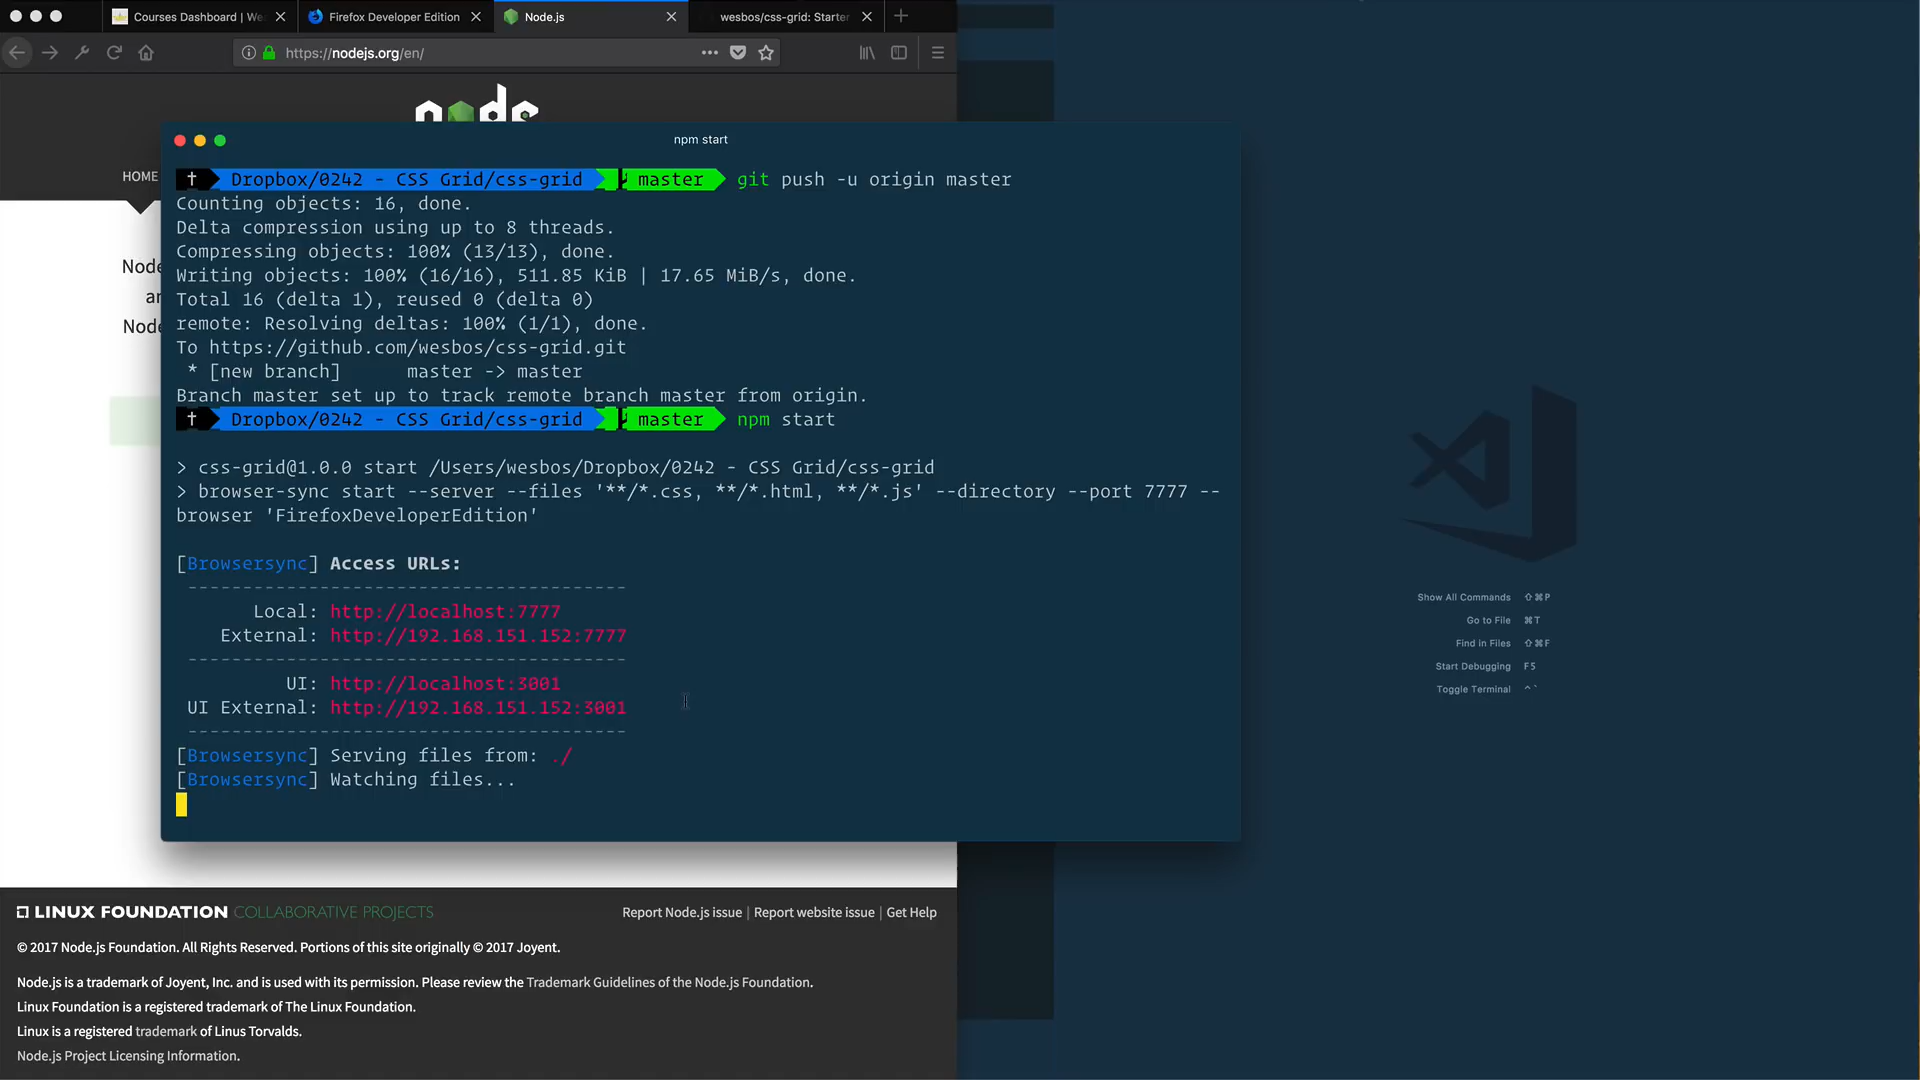 Courses Dashboard | We
Firefox Developer Edition
Node.js
wesbos/css-grid: Starter
https://nodejs.org/en/
node
HOME
Node
an
Node
npm start
† Dropbox/0242 - CSS Grid/css-grid master git push -u origin master
Counting objects: 16, done.
Delta compression using up to 8 threads.
Compressing objects: 100% (13/13), done.
Writing objects: 100% (16/16), 511.85 KiB | 17.65 MiB/s, done.
Total 16 (delta 1), reused 0 (delta 0)
remote: Resolving deltas: 100% (1/1), done.
To https://github.com/wesbos/css-grid.git
* [new branch]      master -> master
Branch master set up to track remote branch master from origin.
† Dropbox/0242 - CSS Grid/css-grid master npm start
> css-grid@1.0.0 start /Users/wesbos/Dropbox/0242 - CSS Grid/css-grid
> browser-sync start --server --files '**/*.css, **/*.html, **/*.js' --directory --port 7777 --
browser 'FirefoxDeveloperEdition'
[Browsersync] Access URLs:
----------------------------------------
Local: http://localhost:7777
External: http://192.168.151.152:7777
----------------------------------------
UI: http://localhost:3001
UI External: http://192.168.151.152:3001
----------------------------------------
[Browsersync] Serving files from: ./
[Browsersync] Watching files...
Show All Commands ⇧⌘P
Go to File ⌘T
Find in Files ⇧⌘F
Start Debugging F5
Toggle Terminal ⌃`
LINUX FOUNDATION COLLABORATIVE PROJECTS
Report Node.js issue | Report website issue | Get Help
© 2017 Node.js Foundation. All Rights Reserved. Portions of this site originally © 2017 Joyent.
Node.js is a trademark of Joyent, Inc. and is used with its permission. Please review the Trademark Guidelines of the Node.js Foundation.
Linux Foundation is a registered trademark of The Linux Foundation.
Linux is a registered trademark of Linus Torvalds.
Node.js Project Licensing Information.